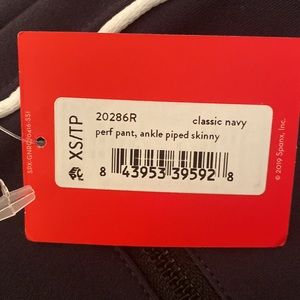 XS/TP
20286R classic navy
perf pant, ankle piped skinny
8 43953 39592 8
© 2019 Spanx, Inc.